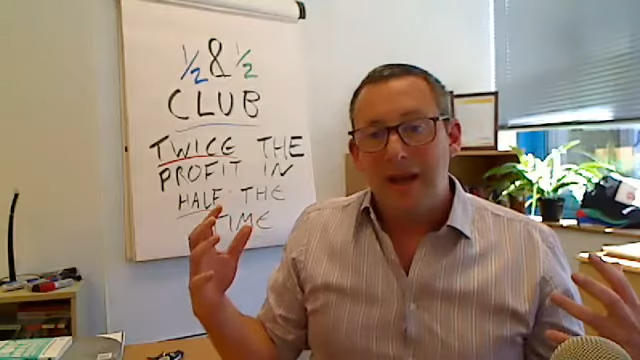 1/2 & 1/2
CLUB
TWICE THE
PROFIT IN
HALF THE
TIME